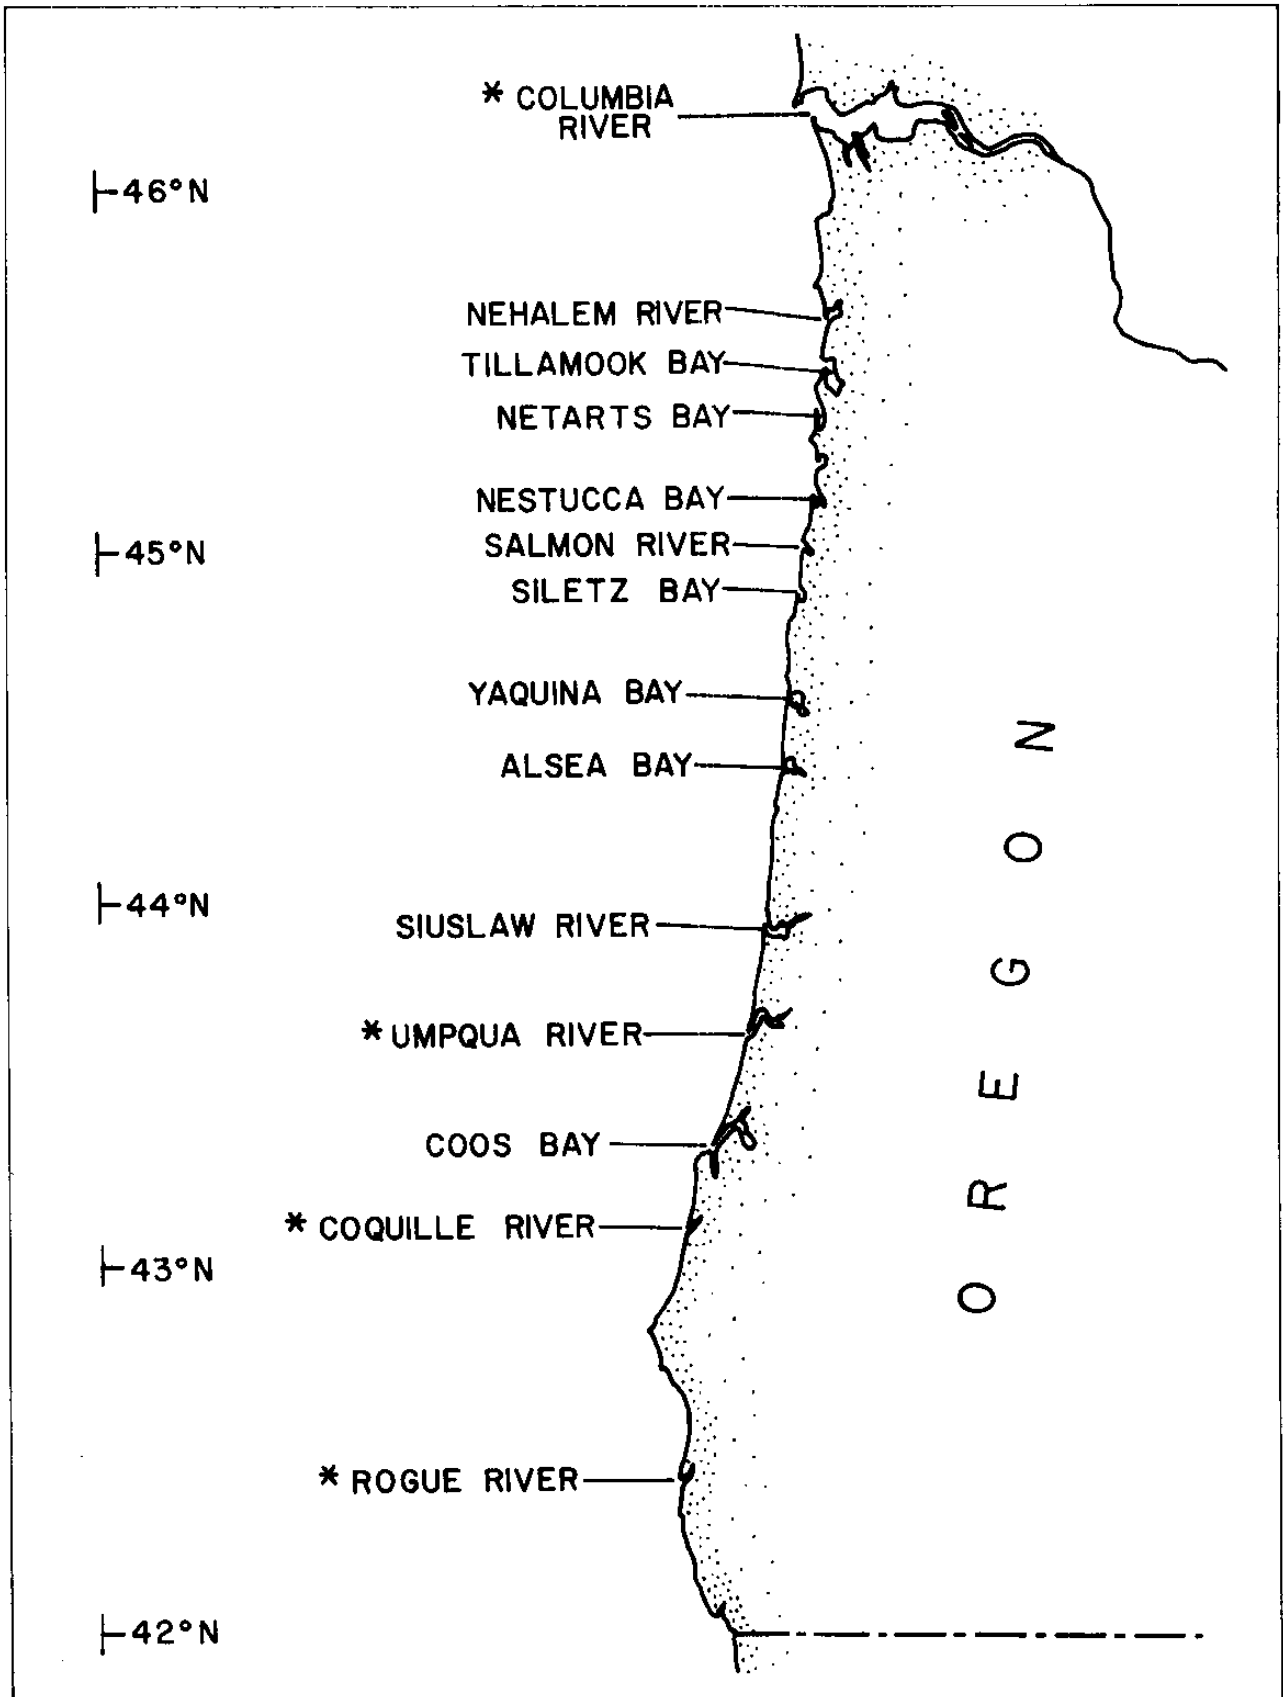 * COLUMBIA
RIVER
46°N
NEHALEM RIVER
TILLAMOOK BAY
NETARTS BAY
NESTUCCA BAY
SALMON RIVER
45°N
SILETZ BAY
YAQUINA BAY
ALSEA BAY
44°N
SIUSLAW RIVER
* UMPQUA RIVER
COOS BAY
* COQUILLE RIVER
43°N
* ROGUE RIVER
42°N
OREGON